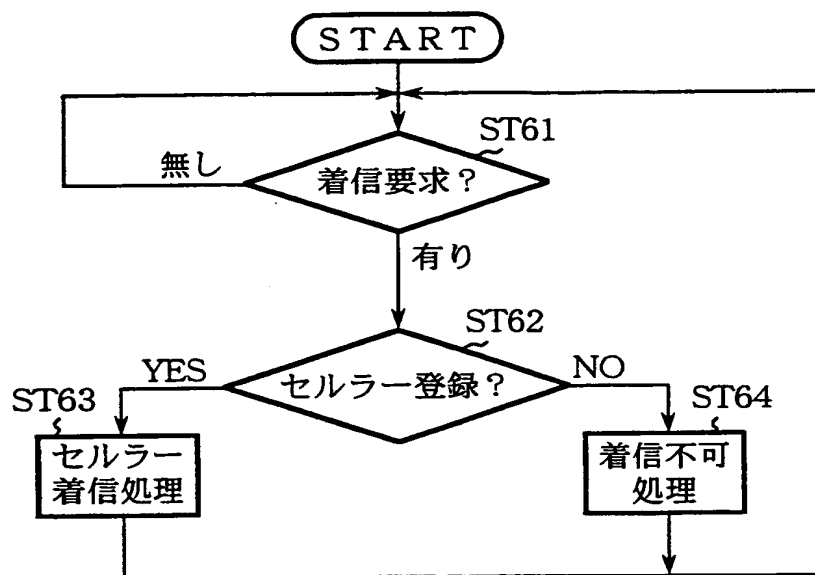 START
ST61
着信要求？
無し
有り
ST62
セルラー登録？
YES
NO
ST63
セルラー
着信処理
ST64
着信不可
処理